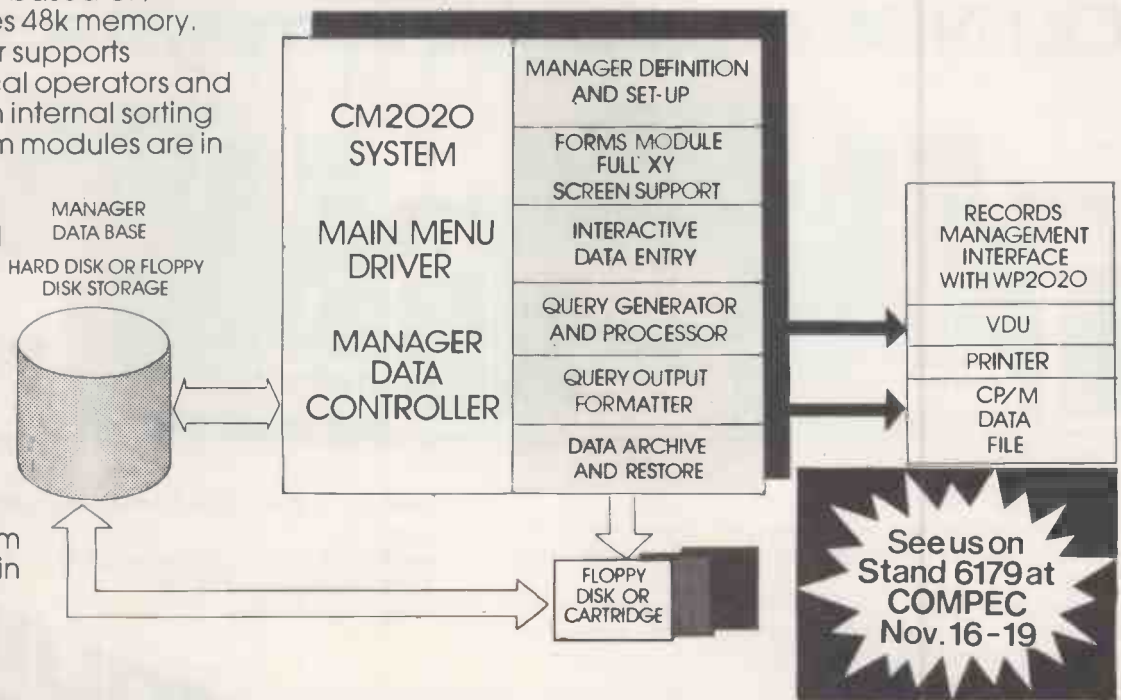 es 48k memory.
r supports
cal operators and
n internal sorting
m modules are in
MANAGER
DATA BASE
HARD DISK OR FLOPPY
DISK STORAGE
m
in
CM2020
SYSTEM
MAIN MENU
DRIVER
MANAGER
DATA
CONTROLLER
MANAGER DEFINITION
AND SET-UP
FORMS MODULE
FULL XY
SCREEN SUPPORT
INTERACTIVE
DATA ENTRY
QUERY GENERATOR
AND PROCESSOR
QUERY OUTPUT
FORMATTER
DATA ARCHIVE
AND RESTORE
RECORDS
MANAGEMENT
INTERFACE
WITH WP2020
VDU
PRINTER
CP/M
DATA
FILE
FLOPPY
DISK OR
CARTRIDGE
See us on
Stand 6179 at
COMPEC
Nov. 16-19